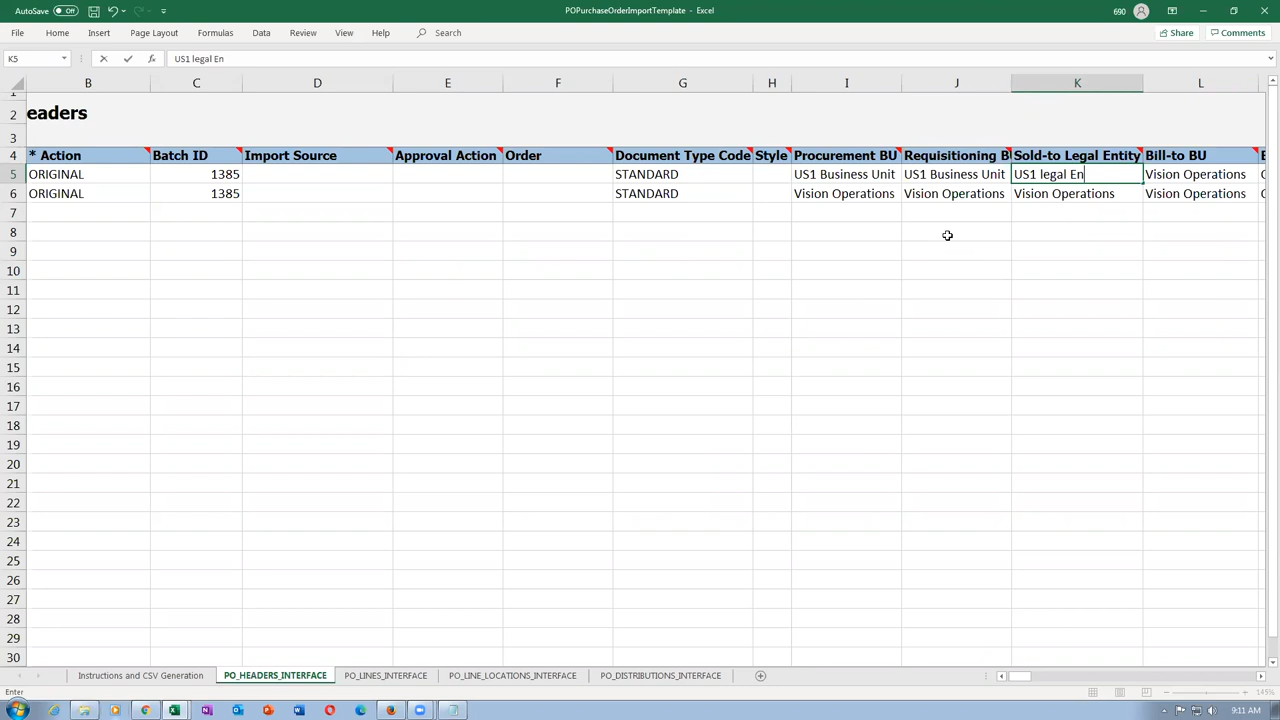 AutoSave Off POPurchaseOrderImportTemplate - Excel 690
File Home Insert Page Layout Formulas Data Review View Help Search Share Comments
K5 fx US1 legal En
B C D E F G H I J K L
1
2 eaders
3
4 * Action Batch ID Import Source Approval Action Order Document Type Code Style Procurement BU Requisitioning B Sold-to Legal Entity Bill-to BU
5 ORIGINAL 1385 STANDARD US1 Business Unit US1 Business Unit US1 legal En Vision Operations
6 ORIGINAL 1385 STANDARD Vision Operations Vision Operations Vision Operations Vision Operations
7
8
9
10
11
12
13
14
15
16
17
18
19
20
21
22
23
24
25
26
27
28
29
30
Instructions and CSV Generation PO_HEADERS_INTERFACE PO_LINES_INTERFACE PO_LINE_LOCATIONS_INTERFACE PO_DISTRIBUTIONS_INTERFACE
Enter 145%
9:11 AM